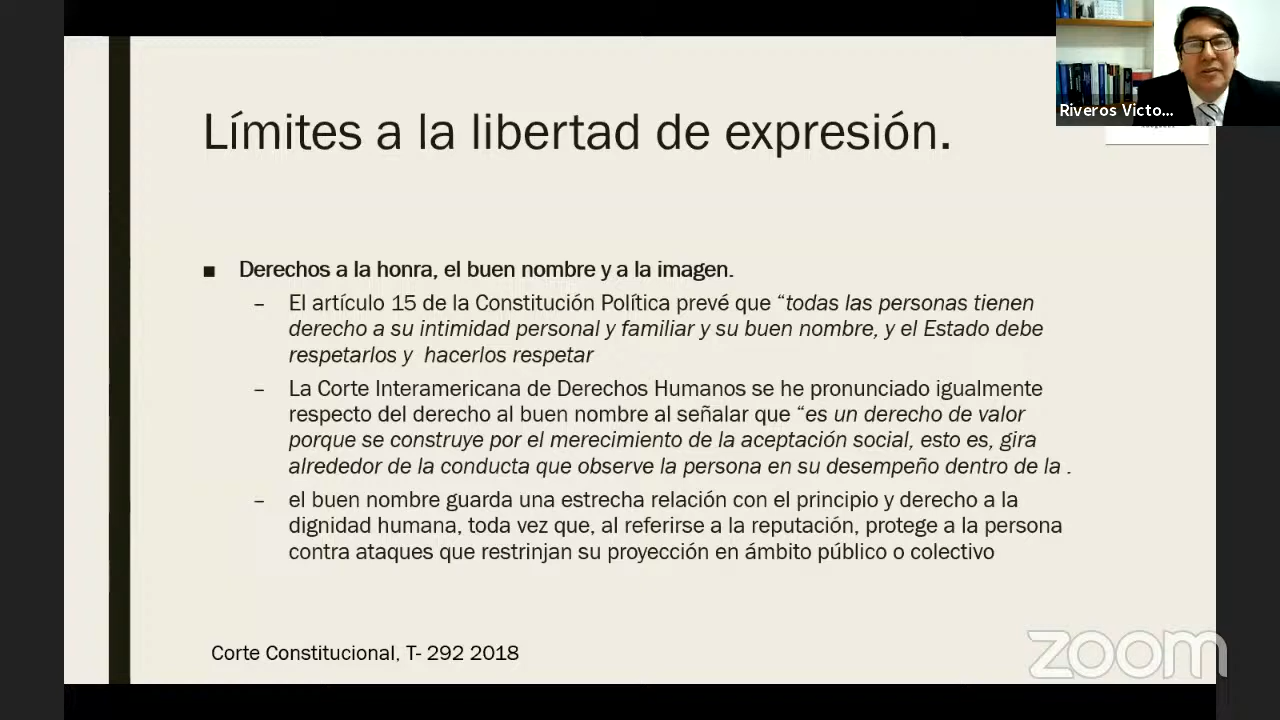 Riveros Victo...
Límites a la libertad de expresión.
■ Derechos a la honra, el buen nombre y a la imagen.
– El artículo 15 de la Constitución Política prevé que “todas las personas tienen
derecho a su intimidad personal y familiar y su buen nombre, y el Estado debe
respetarlos y hacerlos respetar
– La Corte Interamericana de Derechos Humanos se he pronunciado igualmente
respecto del derecho al buen nombre al señalar que “es un derecho de valor
porque se construye por el merecimiento de la aceptación social, esto es, gira
alrededor de la conducta que observe la persona en su desempeño dentro de la .
– el buen nombre guarda una estrecha relación con el principio y derecho a la
dignidad humana, toda vez que, al referirse a la reputación, protege a la persona
contra ataques que restrinjan su proyección en ámbito público o colectivo
Corte Constitucional, T- 292 2018
zoom